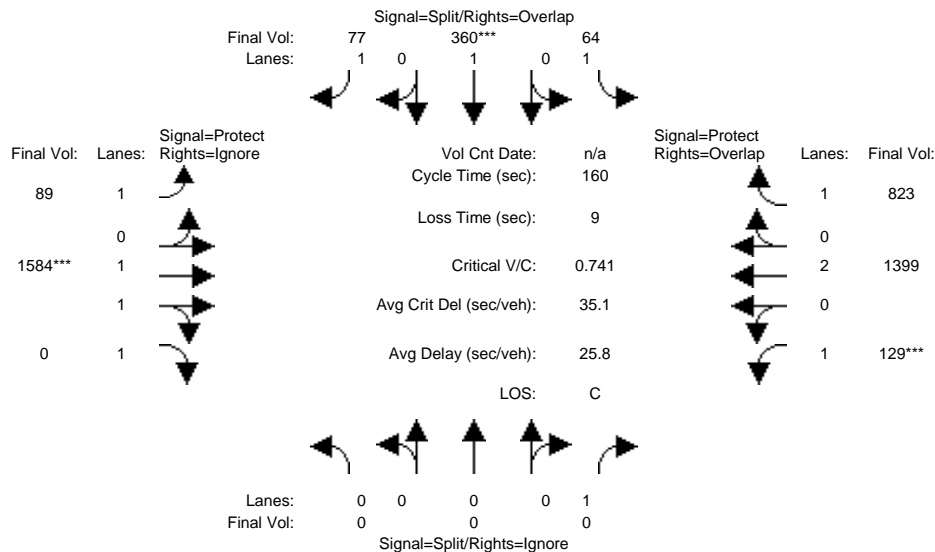 Signal=Split/Rights=Overlap
Final Vol: 77 360*** 64
Lanes: 1 0 1 0 1
Signal=Protect
Final Vol: Lanes: Rights=Ignore
Vol Cnt Date: n/a
Signal=Protect
Rights=Overlap Lanes: Final Vol:
Cycle Time (sec): 160
89 1
1 823
Loss Time (sec): 9
0
0
1584*** 1
Critical V/C: 0.741
2 1399
1
Avg Crit Del (sec/veh): 35.1
0
0 1
Avg Delay (sec/veh): 25.8
1 129***
LOS: C
Lanes: 0 0 0 0 1
Final Vol: 0 0 0
Signal=Split/Rights=Ignore